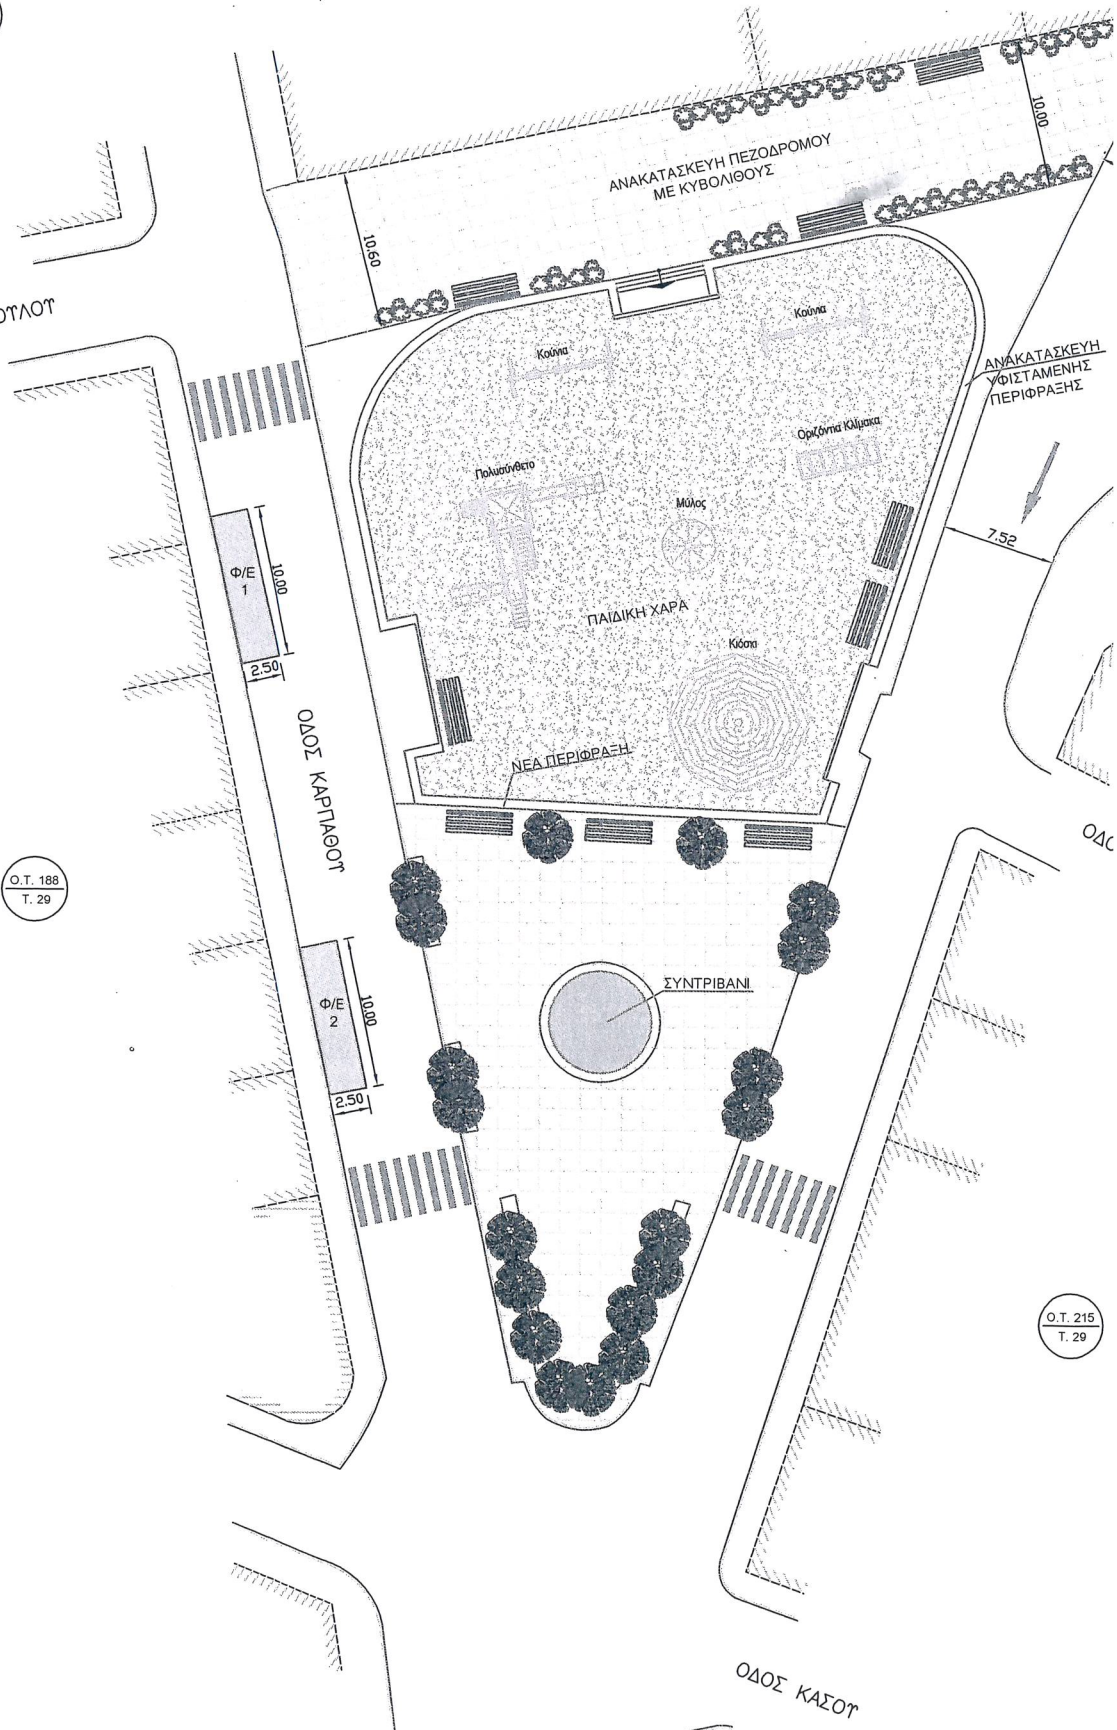 10.00
ΑΝΑΚΑΤΑΣΚΕΥΗ ΠΕΖΟΔΡΟΜΟΥ
ΜΕ ΚΥΒΟΛΙΘΟΥΣ
10.60
Κούνια
Κούνια
ΑΝΑΚΑΤΑΣΚΕΥΗ
ΥΦΙΣΤΑΜΕΝΗΣ
ΠΕΡΙΦΡΑΞΗΣ
Οριζόντια Κλίμακα
Πολυσύνθετο
Μύλος
7.52
Φ/Ε
1
10.00
2.50
ΠΑΙΔΙΚΗ ΧΑΡΑ
Κιόσκι
ΟΔΟΣ ΚΑΡΠΑΘΟΥ
ΝΕΑ ΠΕΡΙΦΡΑΞΗ
Ο.Τ. 188
Τ. 29
ΣΥΝΤΡΙΒΑΝΙ
Φ/Ε
2
10.00
2.50
Ο.Τ. 215
Τ. 29
ΟΔΟΣ ΚΑΣΟΥ